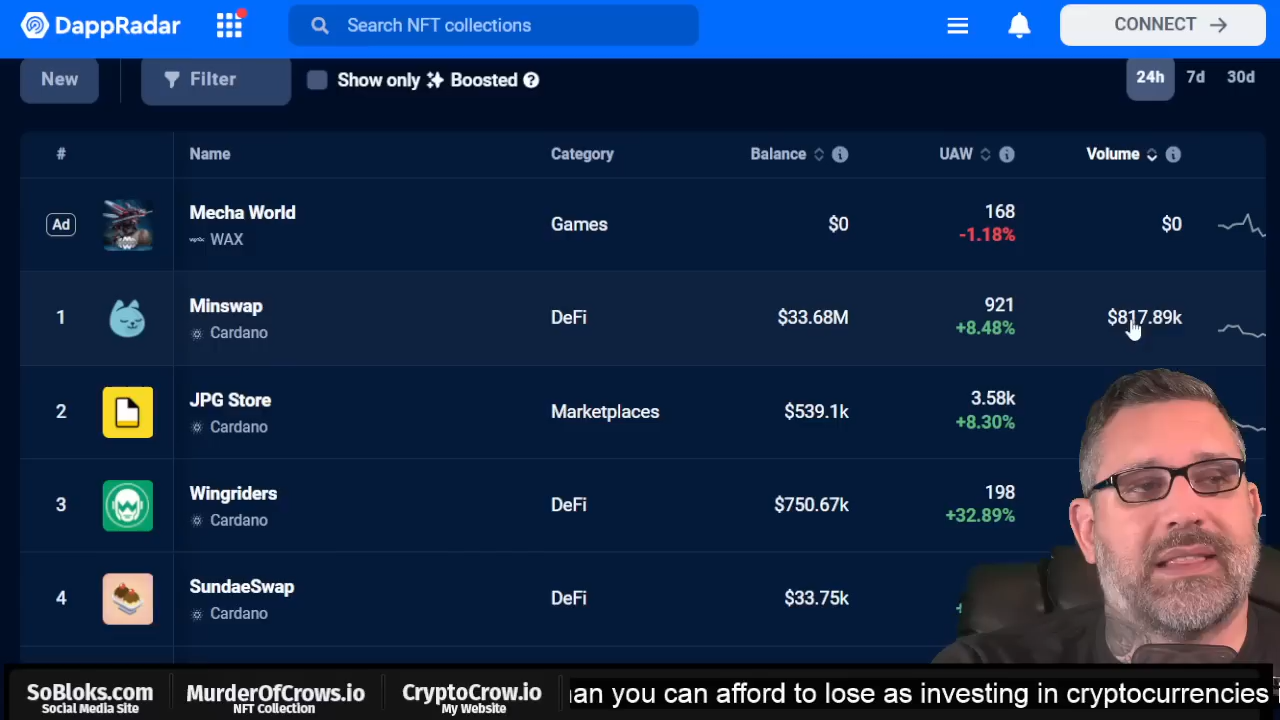 DappRadar
Search NFT collections
CONNECT
New
Filter
Show only Boosted
24h 7d 30d
# Name Category Balance UAW Volume
Ad Mecha World Games $0 168 $0
WAX -1.18%
1 Minswap DeFi $33.68M 921 $817.89k
Cardano +8.48%
2 JPG Store Marketplaces $539.1k 3.58k
Cardano +8.30%
3 Wingriders DeFi $750.67k 198
Cardano +32.89%
4 SundaeSwap DeFi $33.75k
Cardano
SoBloks.com MurderOfCrows.io CryptoCrow.io you can afford to lose as investing in cryptocurrencies
Social Media Site NFT Collection My Website